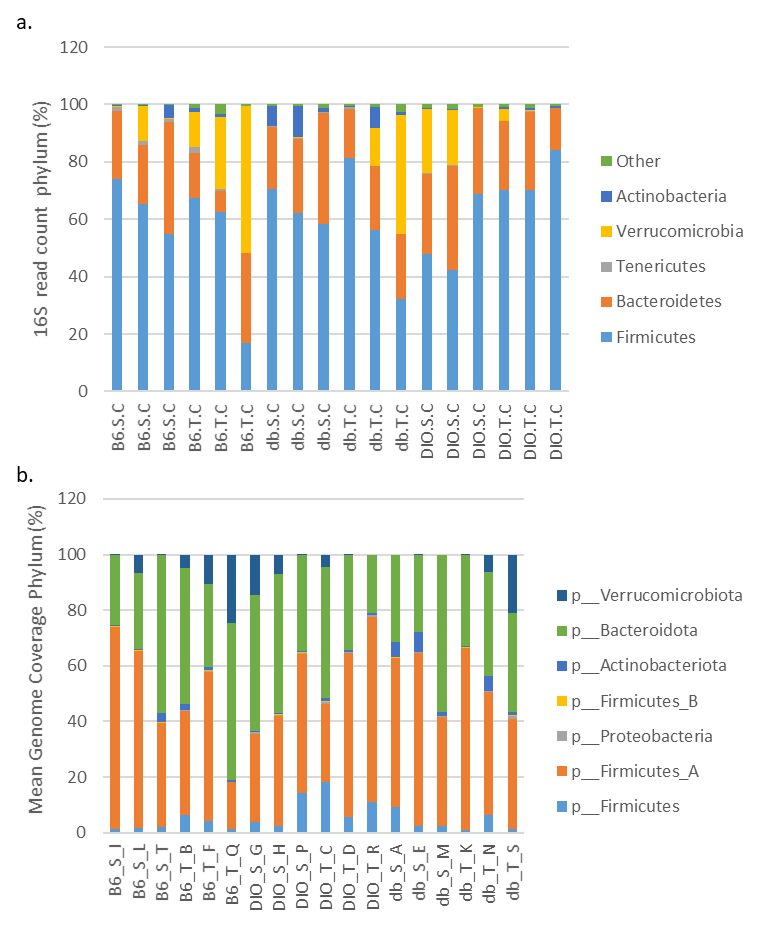 a.
16S read count phylum (%)
120
100
80
60
40
20
0
B6.S.C
B6.S.C
B6.S.C
B6.T.C
B6.T.C
B6.T.C
db.S.C
db.S.C
db.S.C
db.T.C
db.T.C
db.T.C
DIO.S.C
DIO.S.C
DIO.S.C
DIO.T.C
DIO.T.C
DIO.T.C
Other
Actinobacteria
Verrucomicrobia
Tenericutes
Bacteroidetes
Firmicutes
b.
Mean Genome Coverage Phylum (%)
120
100
80
60
40
20
0
B6_S_I
B6_S_L
B6_S_T
B6_T_B
B6_T_F
B6_T_Q
DIO_S_G
DIO_S_H
DIO_S_P
DIO_T_C
DIO_T_D
DIO_T_R
db_S_A
db_S_E
db_S_M
db_T_K
db_T_N
db_T_S
p__Verrucomicrobiota
p__Bacteroidota
p__Actinobacteriota
p__Firmicutes_B
p__Proteobacteria
p__Firmicutes_A
p__Firmicutes